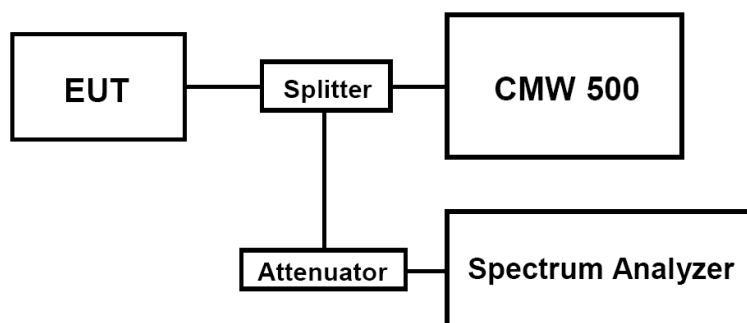 EUT
Splitter
CMW 500
Attenuator
Spectrum Analyzer